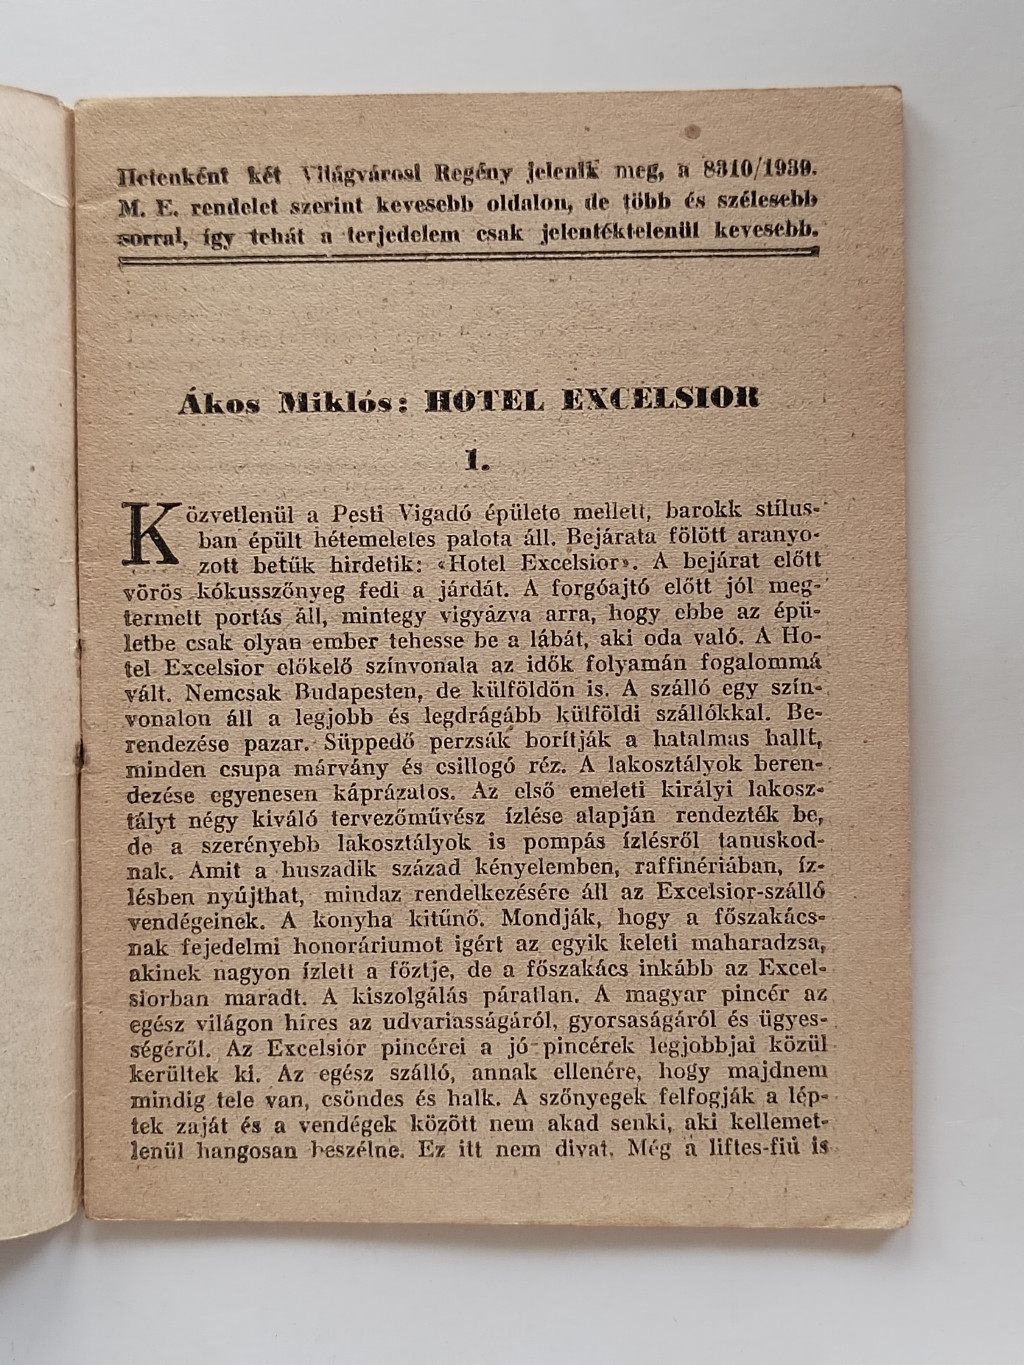 Hetenként két Világvárosi Regény jelenik meg, a 8310/1939.
M. E. rendelet szerint kevesebb oldalon, de több és szélesebb
sorral, így tehát a terjedelem csak jelentéktelenül kevesebb.
Ákos Miklós: HOTEL EXCELSIOR
1.
Közvetlenül a Pesti Vigadó épülete mellett, barokk stílus-
ban épült hétemeletes palota áll. Bejárata fölött aranyo-
zott betűk hirdetik: «Hotel Excelsior». A bejárat előtt
vörös kókuszszőnyeg fedi a járdát. A forgóajtó előtt jól meg-
termett portás áll, mintegy vigyázva arra, hogy ebbe az épü-
letbe csak olyan ember tehesse be a lábát, aki oda való. A Ho-
tel Excelsior előkelő színvonala az idők folyamán fogalommá
vált. Nemcsak Budapesten, de külföldön is. A szálló egy szín-
vonalon áll a legjobb és legdrágább külföldi szállókkal. Be-
rendezése pazar. Süppedő perzsák borítják a hatalmas hallt,
minden csupa márvány és csillogó réz. A lakosztályok beren-
dezése egyenesen káprázatos. Az első emeleti királyi lakosz-
tályt négy kiváló tervezőművész ízlése alapján rendezték be,
de a szerényebb lakosztályok is pompás ízlésről tanuskod-
nak. Amit a huszadik század kényelemben, raffinériában, íz-
lésben nyújthat, mindaz rendelkezésére áll az Excelsior-szálló
vendégeinek. A konyha kitűnő. Mondják, hogy a főszakács-
nak fejedelmi honoráriumot igért az egyik keleti maharadzsa,
akinek nagyon ízlett a főztje, de a főszakács inkább az Excel-
siorban maradt. A kiszolgálás páratlan. A magyar pincér az
egész világon híres az udvariasságáról, gyorsaságáról és ügyes-
ségéről. Az Excelsior pincérei a jó pincérek legjobbjai közül
kerültek ki. Az egész szálló, annak ellenére, hogy majdnem
mindig tele van, csöndes és halk. A szőnyegek felfogják a lép-
tek zaját és a vendégek között nem akad senki, aki kellemet-
lenül hangosan beszélne. Ez itt nem divat. Még a liftes-fiú is